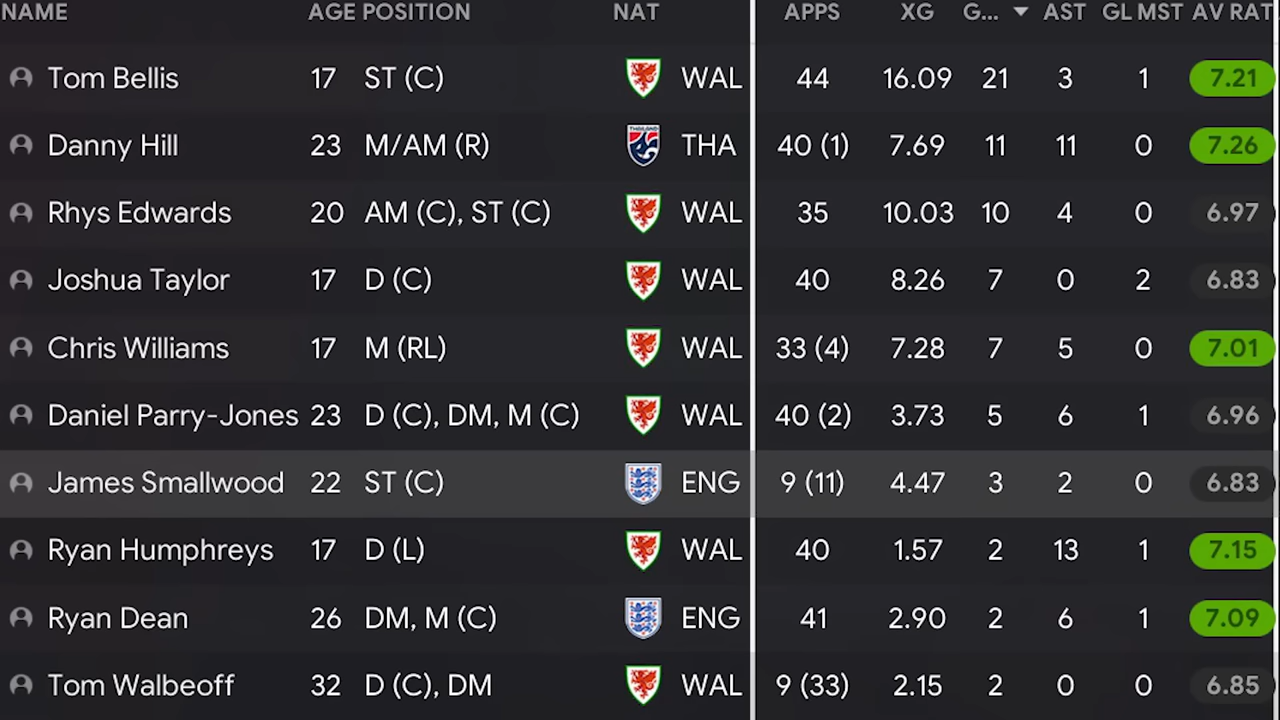 NAME AGE POSITION NAT APPS XG G... AST GL MST AV RAT
Tom Bellis 17 ST (C) WAL 44 16.09 21 3 1 7.21
Danny Hill 23 M/AM (R) THAILAND THA 40 (1) 7.69 11 11 0 7.26
Rhys Edwards 20 AM (C), ST (C) WAL 35 10.03 10 4 0 6.97
Joshua Taylor 17 D (C) WAL 40 8.26 7 0 2 6.83
Chris Williams 17 M (RL) WAL 33 (4) 7.28 7 5 0 7.01
Daniel Parry-Jones 23 D (C), DM, M (C) WAL 40 (2) 3.73 5 6 1 6.96
James Smallwood 22 ST (C) ENG 9 (11) 4.47 3 2 0 6.83
Ryan Humphreys 17 D (L) WAL 40 1.57 2 13 1 7.15
Ryan Dean 26 DM, M (C) ENG 41 2.90 2 6 1 7.09
Tom Walbeoff 32 D (C), DM WAL 9 (33) 2.15 2 0 0 6.85